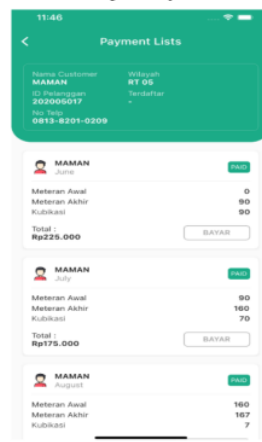 11:46
Payment Lists
Name Customer Wilayah
MAMAN RT 05
ID Pelanggan Terdaftar
202005017 -
No Telp
0813-8201-0209
MAMAN PAID
June
Meteran Awal 0
Meteran Akhir 90
Kubikasi 90
Total :
Rp225.000 BAYAR
MAMAN PAID
July
Meteran Awal 90
Meteran Akhir 160
Kubikasi 70
Total :
Rp175.000 BAYAR
MAMAN PAID
August
Meteran Awal 160
Meteran Akhir 167
Kubikasi 7